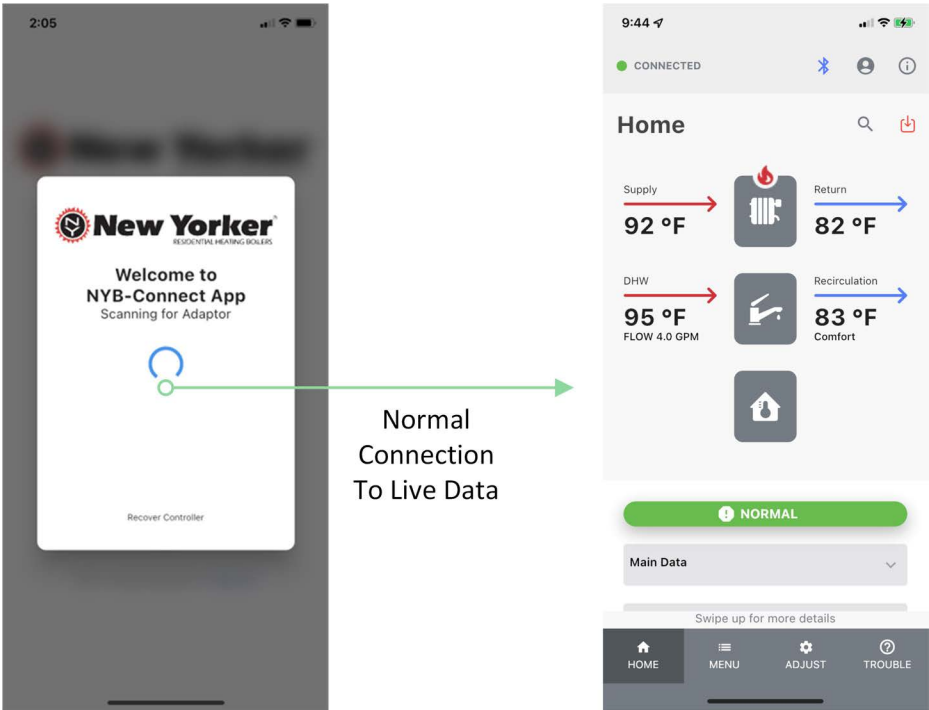 2:05
New Yorker
New Yorker
RESIDENTIAL HEATING BOILERS
Welcome to
NYB-Connect App
Scanning for Adaptor
Recover Controller
Normal
Connection
To Live Data
9:44
CONNECTED
Home
Supply
92 °F
Return
82 °F
DHW
95 °F
FLOW 4.0 GPM
Recirculation
83 °F
Comfort
NORMAL
Main Data
Swipe up for more details
HOME MENU ADJUST TROUBLE